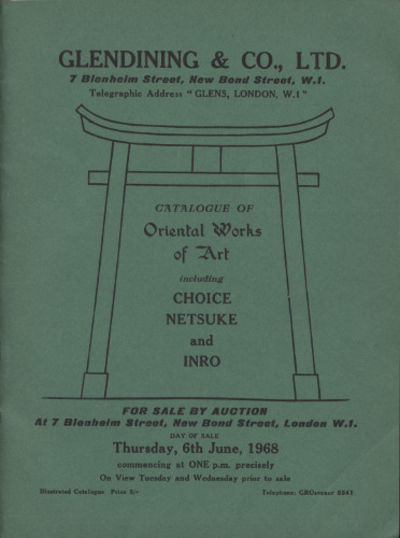 GLENDINING & CO., LTD.
7 Blenheim Street, New Bond Street, W.1.
Telegraphic Address "GLENS, LONDON, W.1"
CATALOGUE OF
Oriental Works
of Art
including
CHOICE
NETSUKE
and
INRO
FOR SALE BY AUCTION
At 7 Blenheim Street, New Bond Street, London W.1.
DAY OF SALE
Thursday, 6th June, 1968
commencing at ONE p.m. precisely
On View Tuesday and Wednesday prior to sale
Illustrated Catalogue Price 5/-
Telephone: GROsvenor